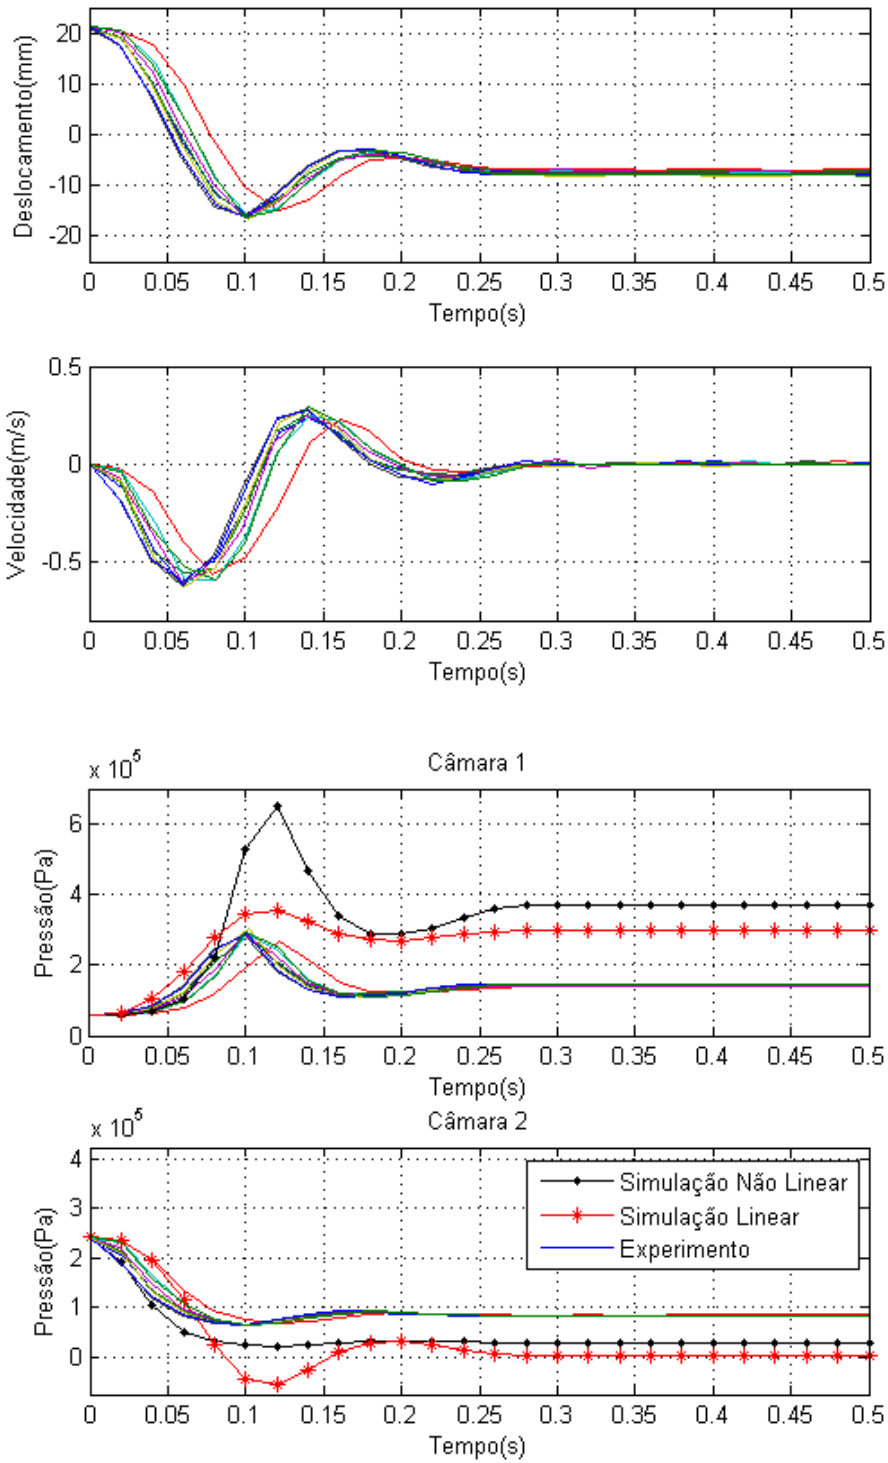 20
10
0
-10
-20
Deslocamento(mm)
0 0.05 0.1 0.15 0.2 0.25 0.3 0.35 0.4 0.45 0.5
Tempo(s)
0.5
0
-0.5
Velocidade(m/s)
0 0.05 0.1 0.15 0.2 0.25 0.3 0.35 0.4 0.45 0.5
Tempo(s)
x 10^5
Câmara 1
6
4
2
0
Pressão(Pa)
0 0.05 0.1 0.15 0.2 0.25 0.3 0.35 0.4 0.45 0.5
Tempo(s)
x 10^5
Câmara 2
4
3
2
1
0
Pressão(Pa)
Simulação Não Linear
Simulação Linear
Experimento
0 0.05 0.1 0.15 0.2 0.25 0.3 0.35 0.4 0.45 0.5
Tempo(s)